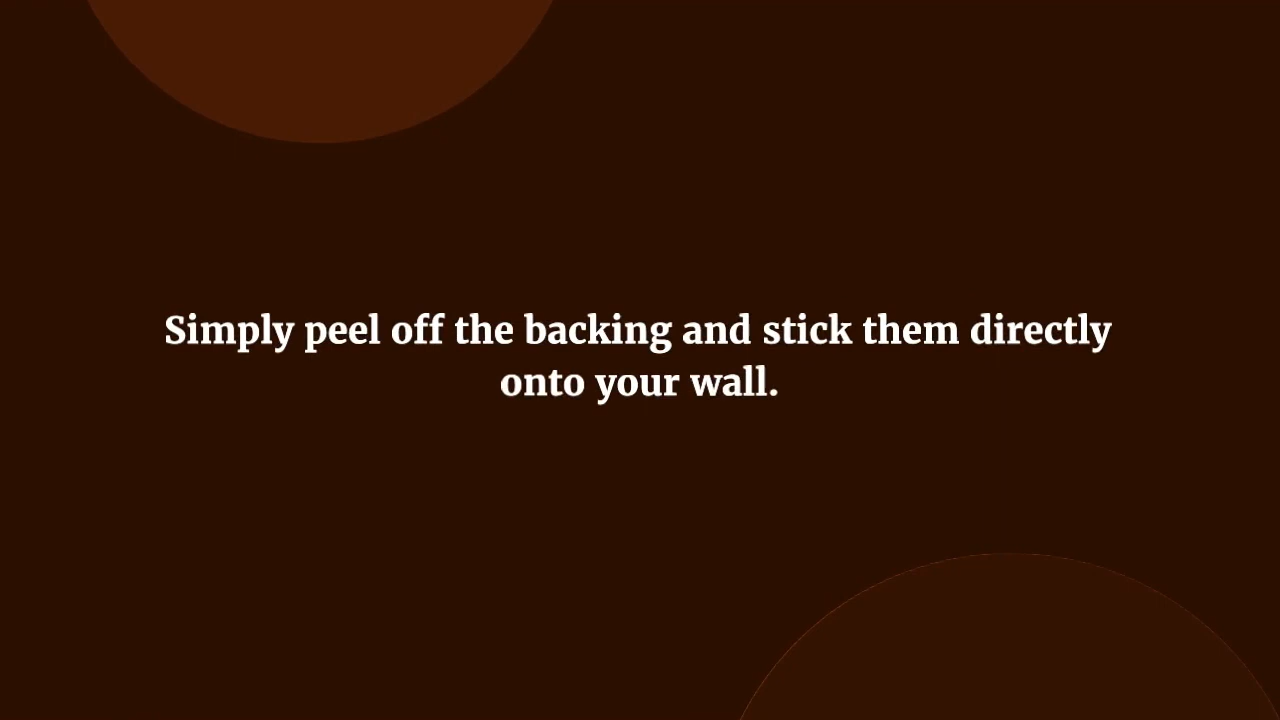 Simply peel off the backing and stick them directly
onto your wall.